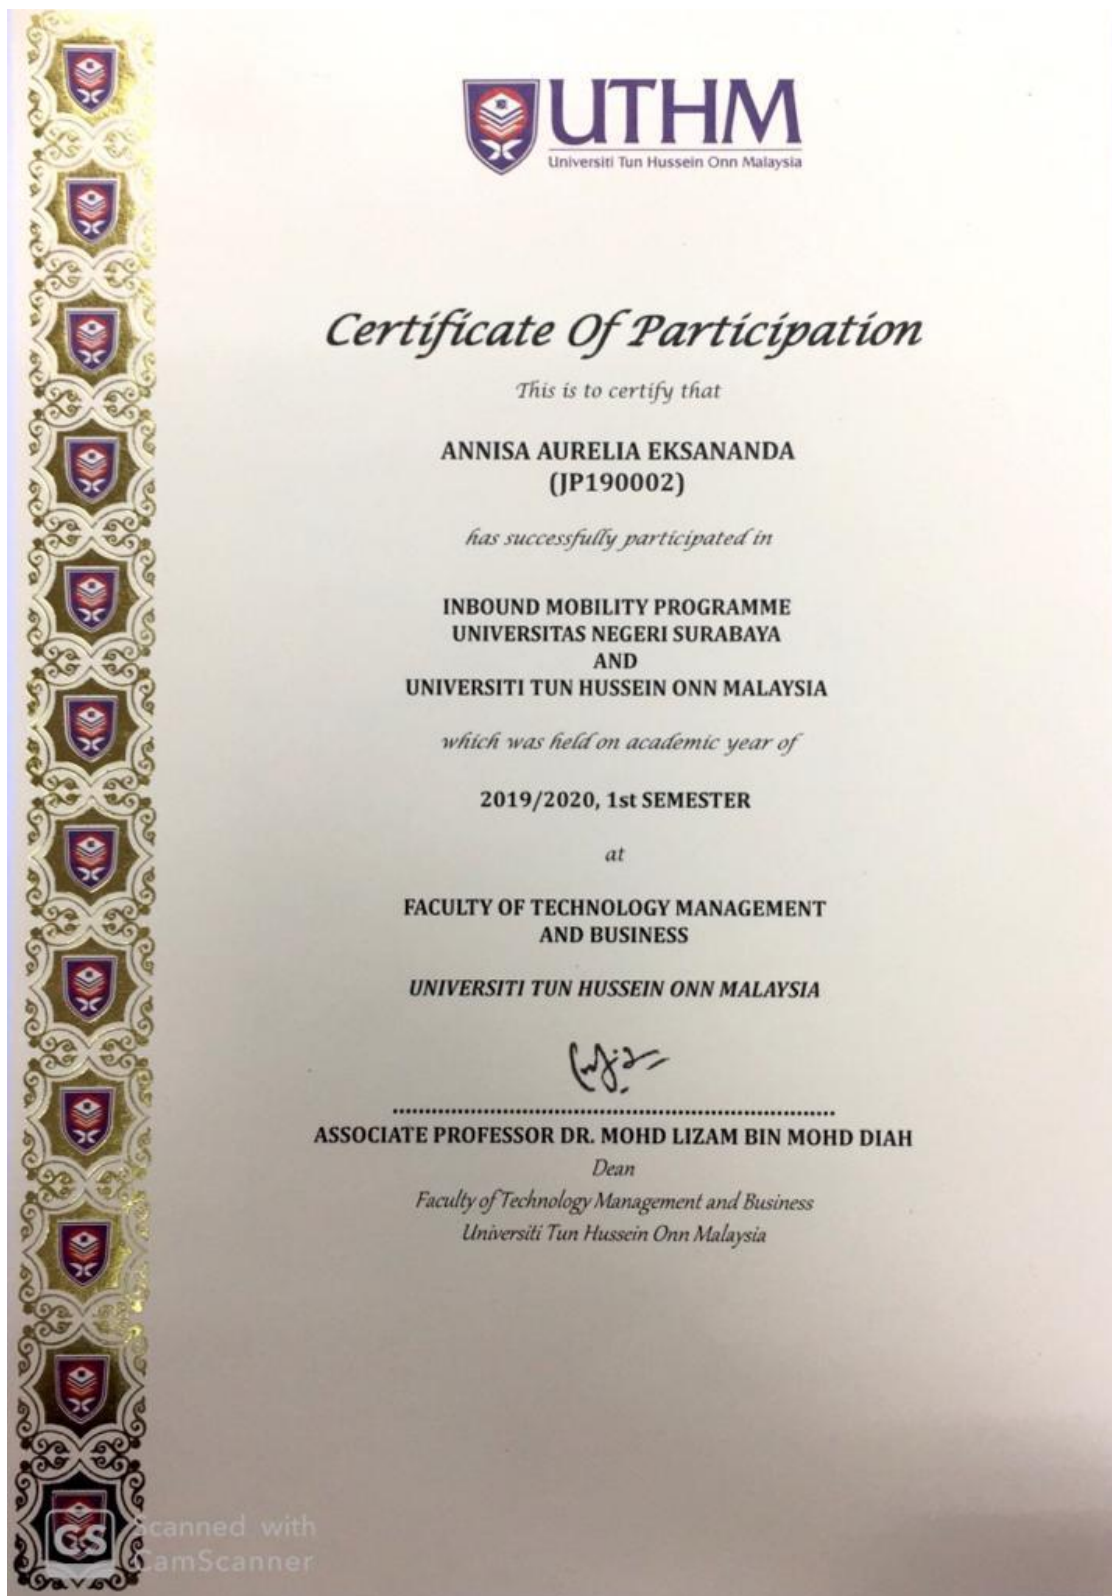 UTHM
Universiti Tun Hussein Onn Malaysia
Certificate Of Participation
This is to certify that
ANNISA AURELIA EKSANANDA
(JP190002)
has successfully participated in
INBOUND MOBILITY PROGRAMME
UNIVERSITAS NEGERI SURABAYA
AND
UNIVERSITI TUN HUSSEIN ONN MALAYSIA
which was held on academic year of
2019/2020, 1st SEMESTER
at
FACULTY OF TECHNOLOGY MANAGEMENT
AND BUSINESS
UNIVERSITI TUN HUSSEIN ONN MALAYSIA
ASSOCIATE PROFESSOR DR. MOHD LIZAM BIN MOHD DIAH
Dean
Faculty of Technology Management and Business
Universiti Tun Hussein Onn Malaysia
CS
Scanned with
CamScanner